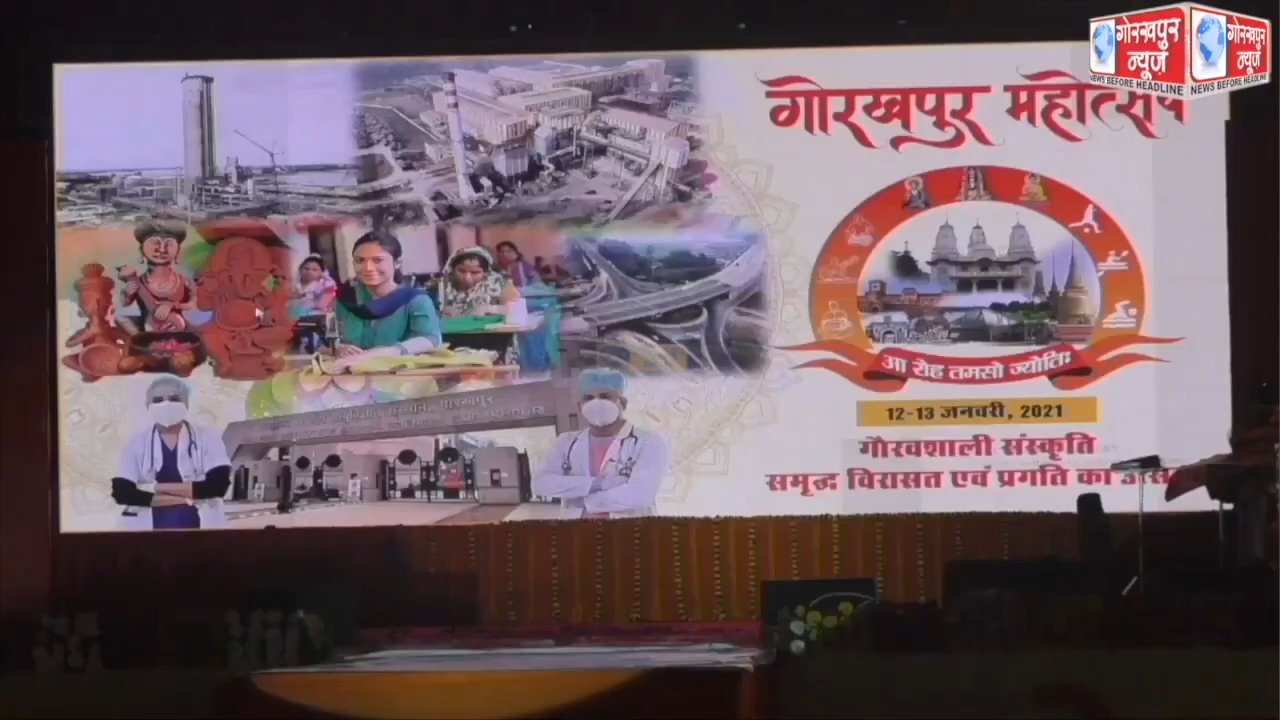 गोरखपुर न्यूज
NEWS BEFORE HEADLINE
गोरखपुर न्यूज
NEWS BEFORE HEADLINE
गोरखपुर महोत्सव
आ रोह तमसो ज्योतिः
12-13 जनवरी, 2021
गौरवशाली संस्कृति
समृद्ध विरासत एवं प्रगति का
गोरखपुर